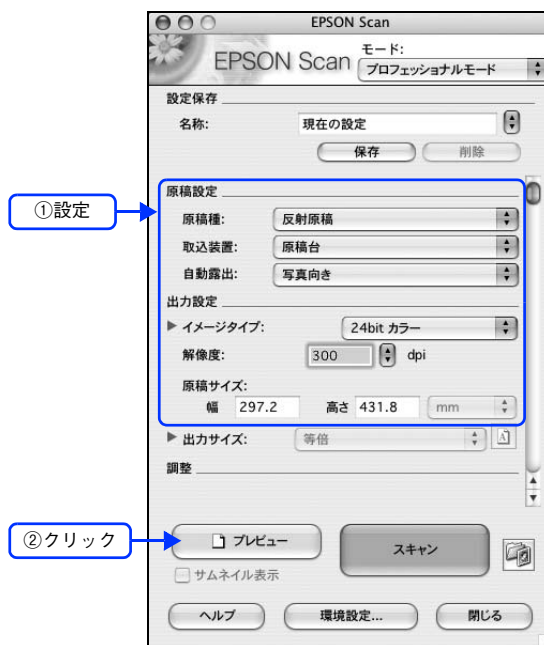 EPSON Scan
EPSON Scan
モード:
プロフェッショナルモード
設定保存
名称: 現在の設定
保存 削除
①設定
原稿設定
原稿種: 反射原稿
取込装置: 原稿台
自動露出: 写真向き
出力設定
イメージタイプ: 24bit カラー
解像度: 300 dpi
原稿サイズ:
幅 297.2 高さ 431.8 mm
出力サイズ: 等倍
調整
②クリック
プレビュー スキャン
サムネイル表示
ヘルプ 環境設定... 閉じる